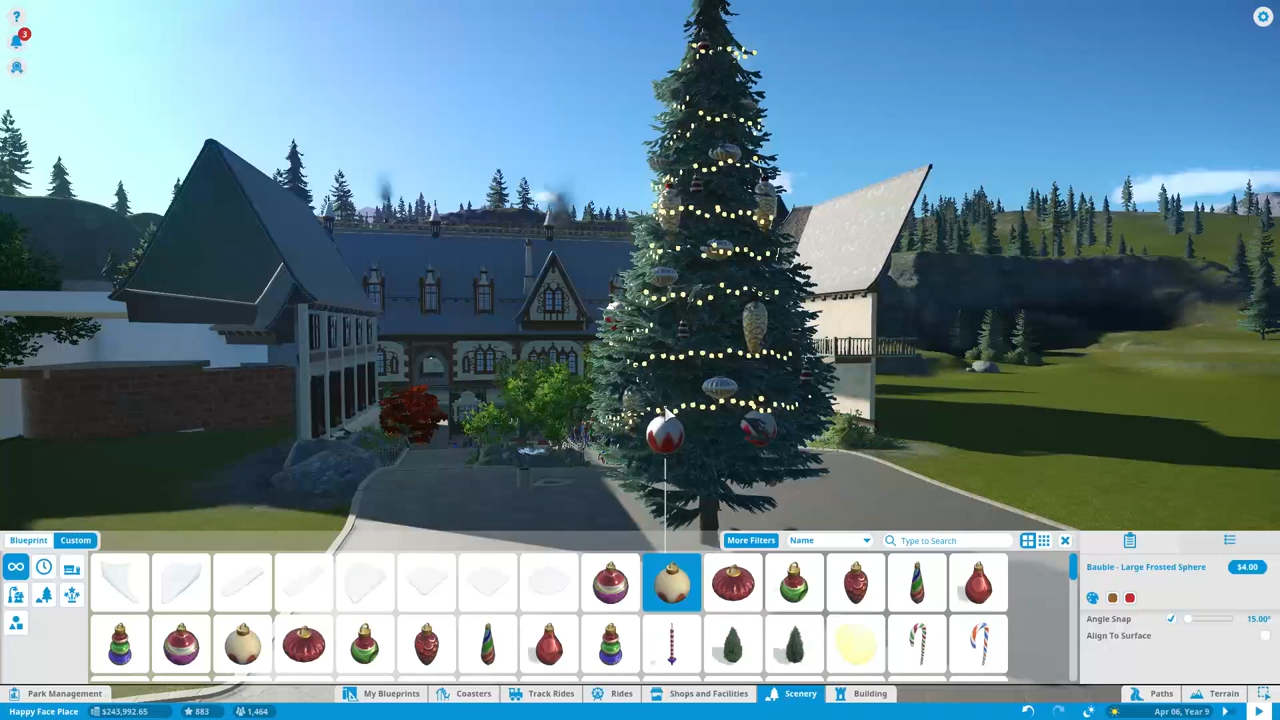 ?
3
Blueprint
Custom
More Filters
Name
Type to Search
Bauble - Large Frosted Sphere
$4.00
Angle Snap
15.00°
Align To Surface
Park Management
My Blueprints
Coasters
Track Rides
Rides
Shops and Facilities
Scenery
Building
Paths
Terrain
Happy Face Place
$243,992.65
883
1,464
Apr 06, Year 9